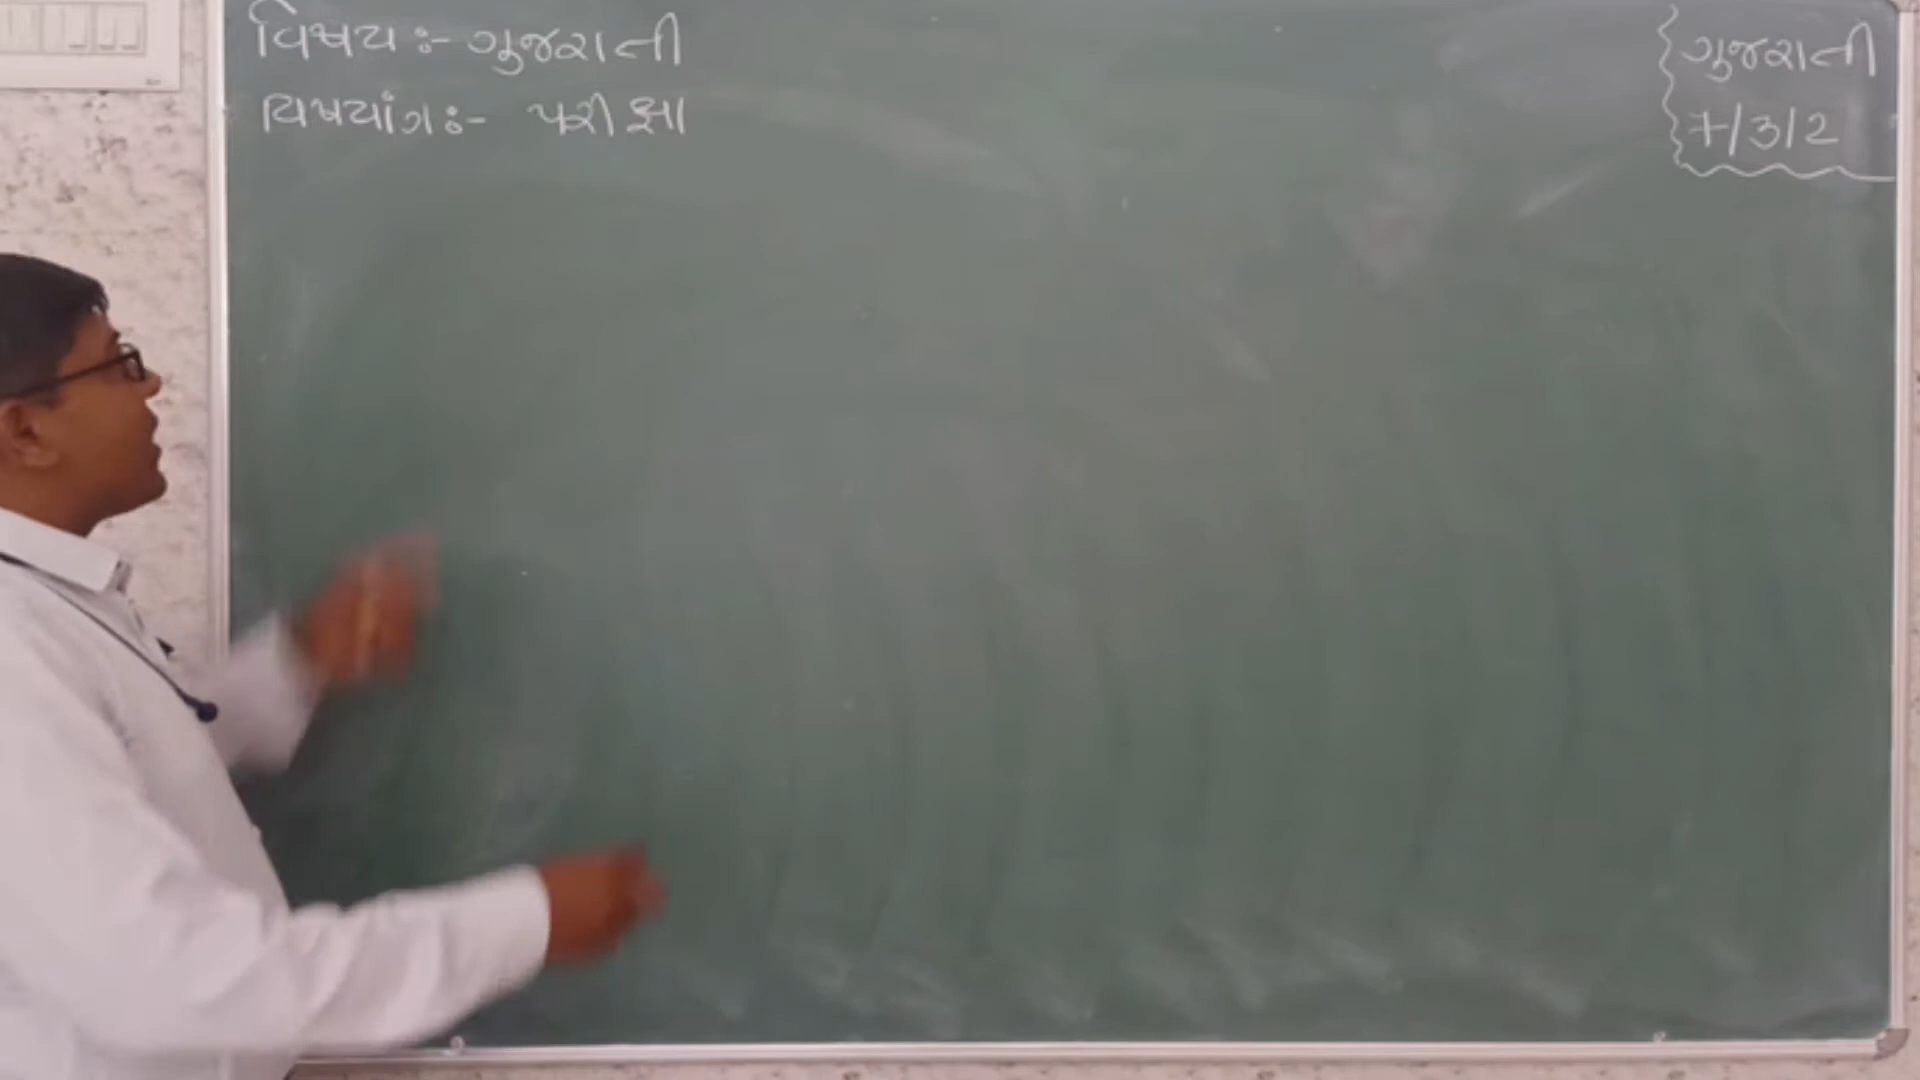 વિષય :- ગુજરાતી
વિષયાંગ :- પરીક્ષા
ગુજરાતી
7/3/2